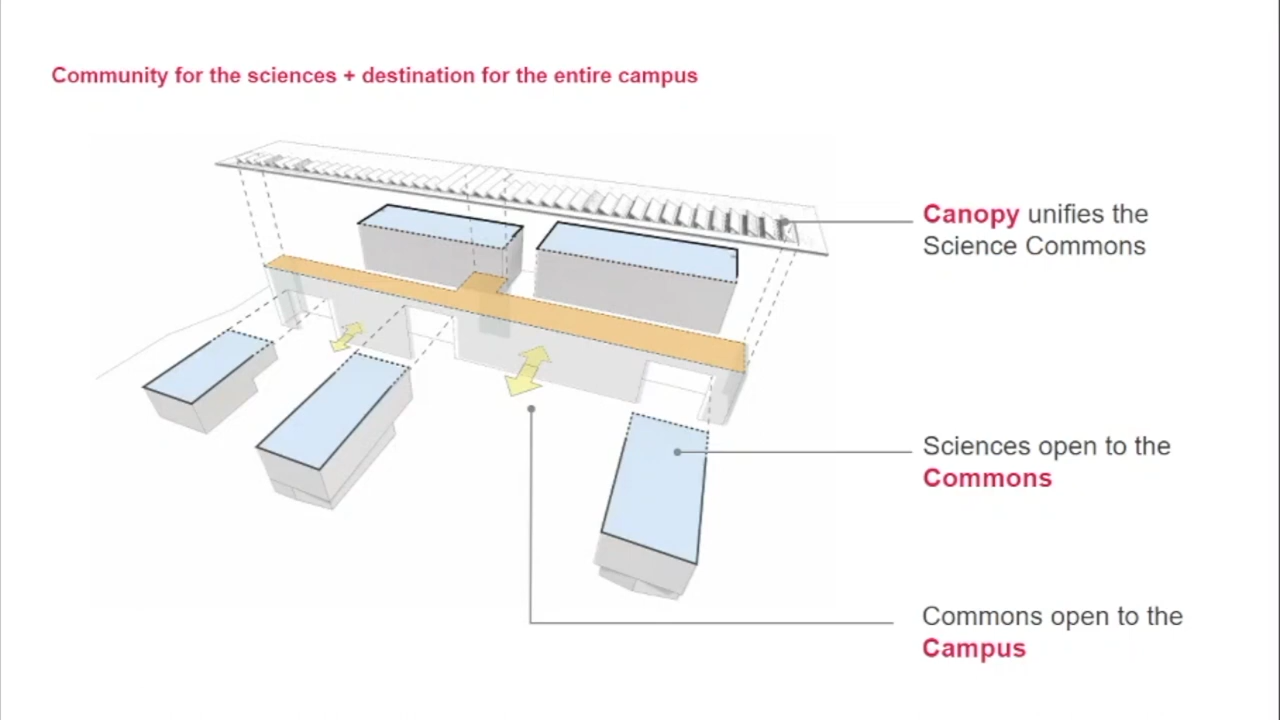 Community for the sciences + destination for the entire campus
Canopy unifies the
Science Commons
Sciences open to the
Commons
Commons open to the
Campus